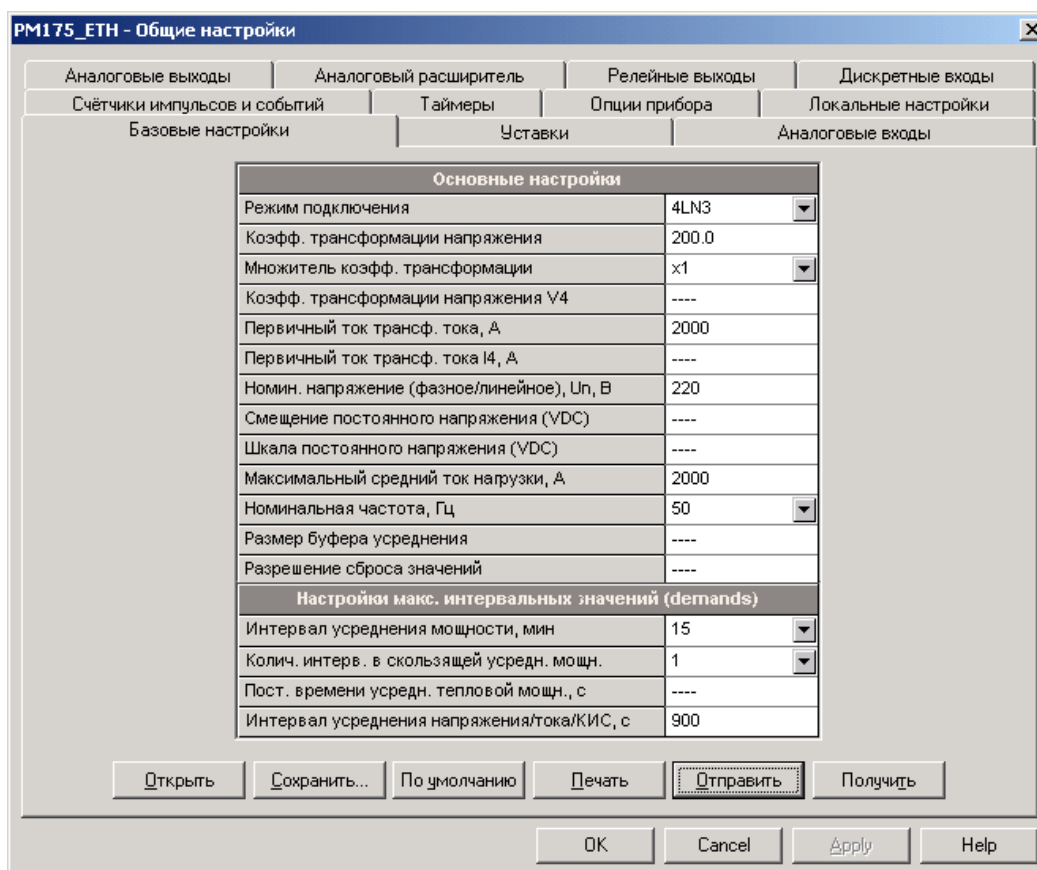 PM175_ETH - Общие настройки
Аналоговые выходы Аналоговый расширитель Релейные выходы Дискретные входы
Счётчики импульсов и событий Таймеры Опции прибора Локальные настройки
Базовые настройки Уставки Аналоговые входы
Основные настройки
Режим подключения 4LN3
Коэфф. трансформации напряжения 200.0
Множитель коэфф. трансформации x1
Коэфф. трансформации напряжения V4 ----
Первичный ток трансф. тока, А 2000
Первичный ток трансф. тока I4, А ----
Номин. напряжение (фазное/линейное), Un, В 220
Смещение постоянного напряжения (VDC) ----
Шкала постоянного напряжения (VDC) ----
Максимальный средний ток нагрузки, А 2000
Номинальная частота, Гц 50
Размер буфера усреднения ----
Разрешение сброса значений ----
Настройки макс. интервальных значений (demands)
Интервал усреднения мощности, мин 15
Колич. интерв. в скользящей усредн. мощн. 1
Пост. времени усредн. тепловой мощн., с ----
Интервал усреднения напряжения/тока/КИС, с 900
Открыть Сохранить... По умолчанию Печать Отправить Получить
OK Cancel Apply Help